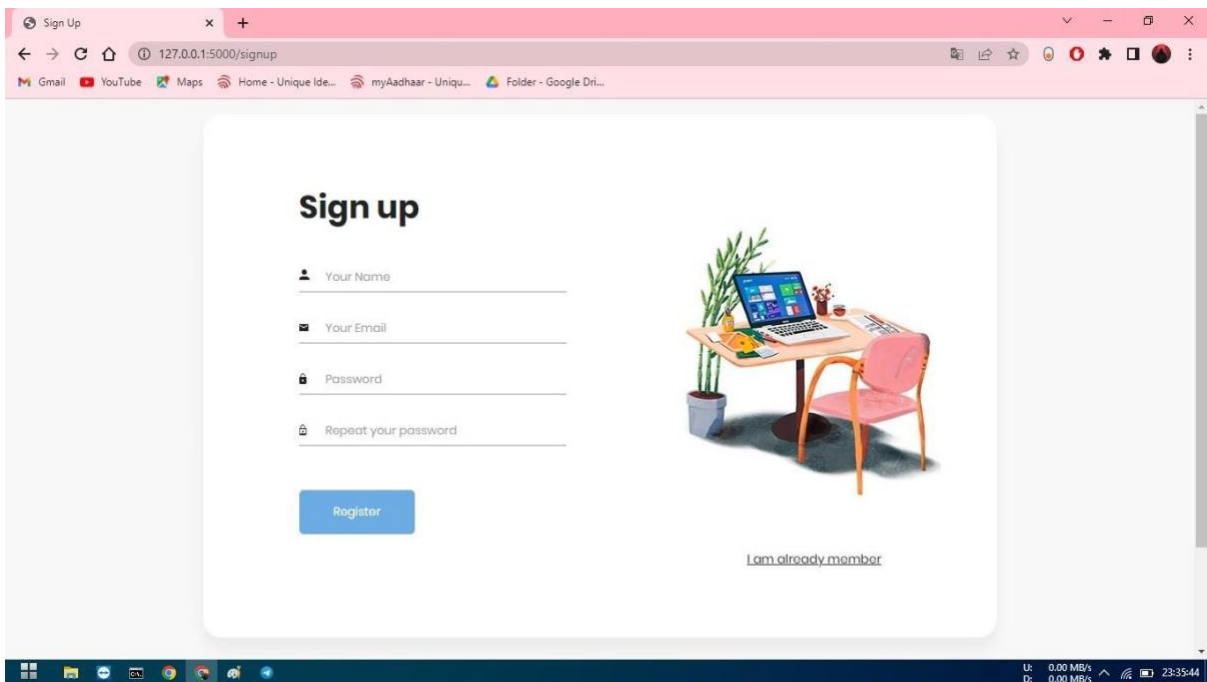 Sign Up
127.0.0.1:5000/signup
Gmail YouTube Maps Home - Unique Ide... myAadhaar - Uniqu... Folder - Google Dri...
Sign up
Your Name
Your Email
Password
Repeat your password
Register
I am already member
U: 0.00 MB/s
D: 0.00 MB/s
23:35:44